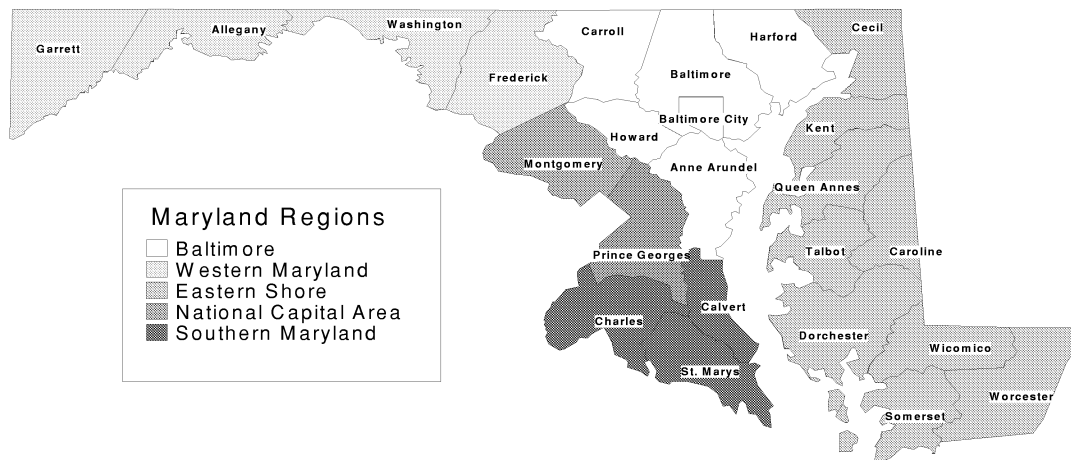 Garrett
Allegany
Washington
Frederick
Carroll
Baltimore
Harford
Cecil
Baltimore City
Howard
Montgomery
Anne Arundel
Kent
Queen Annes
Talbot
Caroline
Prince Georges
Calvert
Charles
St. Marys
Dorchester
Wicomico
Worcester
Somerset
Maryland Regions
Baltimore
Western Maryland
Eastern Shore
National Capital Area
Southern Maryland